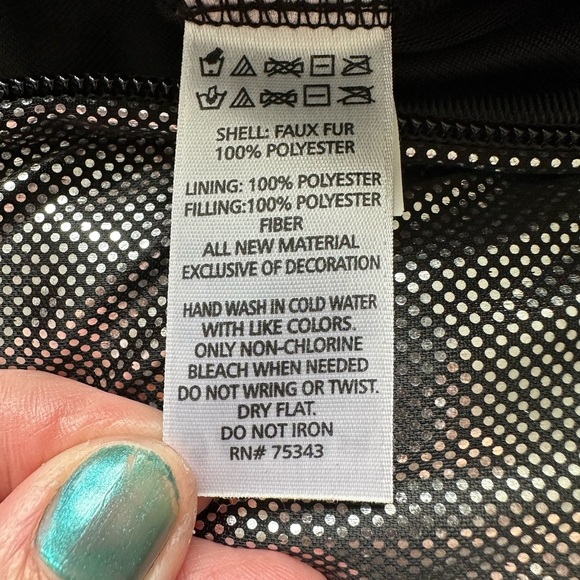 SHELL: FAUX FUR
100% POLYESTER
LINING: 100% POLYESTER
FILLING:100% POLYESTER
FIBER
ALL NEW MATERIAL
EXCLUSIVE OF DECORATION
HAND WASH IN COLD WATER
WITH LIKE COLORS.
ONLY NON-CHLORINE
BLEACH WHEN NEEDED
DO NOT WRING OR TWIST.
DRY FLAT.
DO NOT IRON
RN# 75343